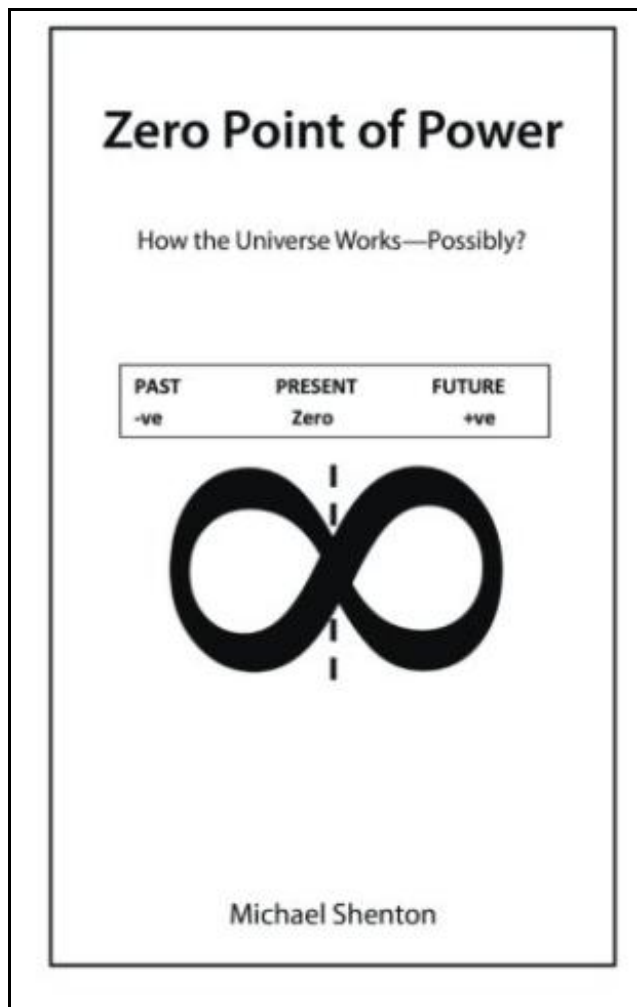 Zero Point of Power
How the Universe Works—Possibly?
PAST PRESENT FUTURE
-ve Zero +ve
Michael Shenton